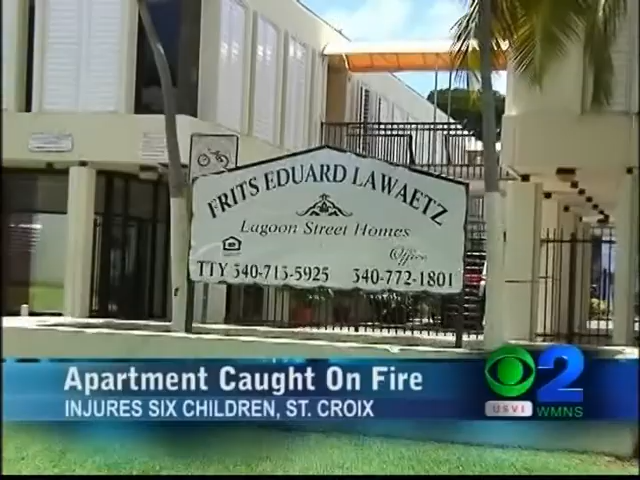 FRITS EDUARD LAWAETZ
Lagoon Street Homes
Office
TTY 340-713-5925 340-772-1801
Apartment Caught On Fire
INJURES SIX CHILDREN, ST. CROIX
2
USVI
WMNS